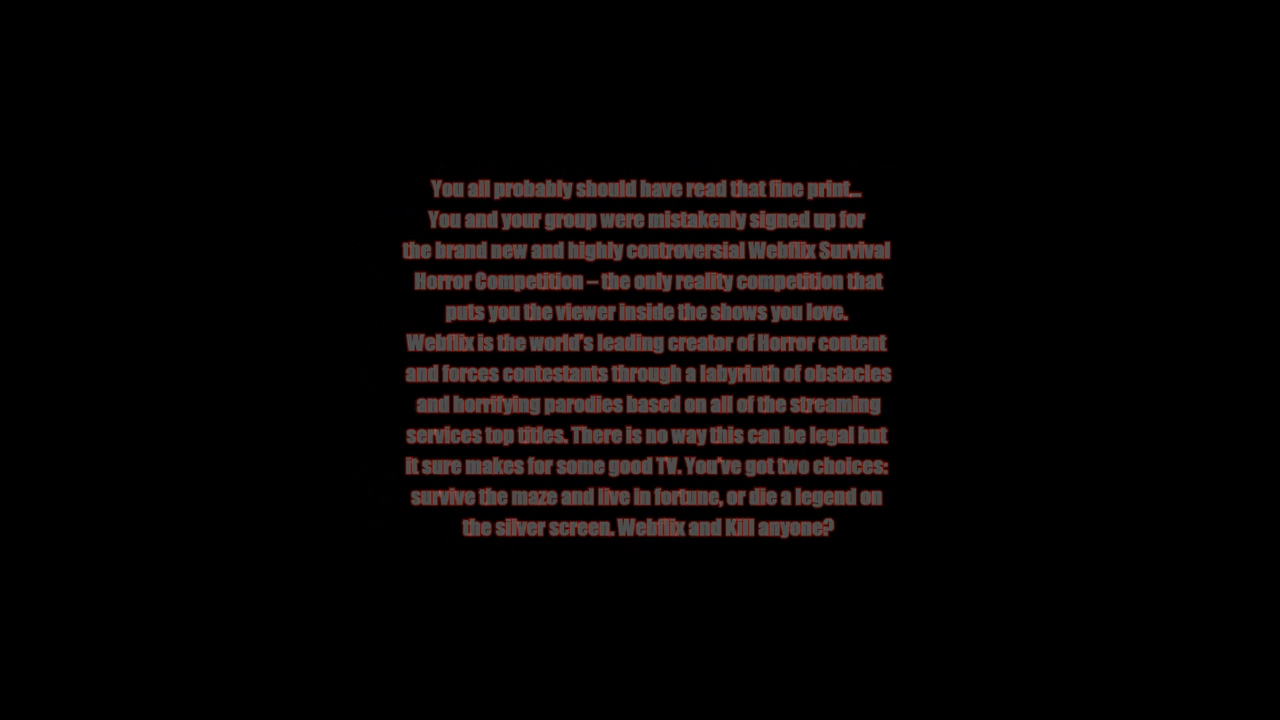 You all probably should have read that fine print...
You and your group were mistakenly signed up for
the brand new and highly controversial Webflix Survival
Horror Competition – the only reality competition that
puts you the viewer inside the shows you love.
Webflix is the world's leading creator of Horror content
and forces contestants through a labyrinth of obstacles
and horrifying parodies based on all of the streaming
services top titles. There is no way this can be legal but
it sure makes for some good TV. You've got two choices:
survive the maze and live in fortune, or die a legend on
the silver screen. Webflix and Kill anyone?